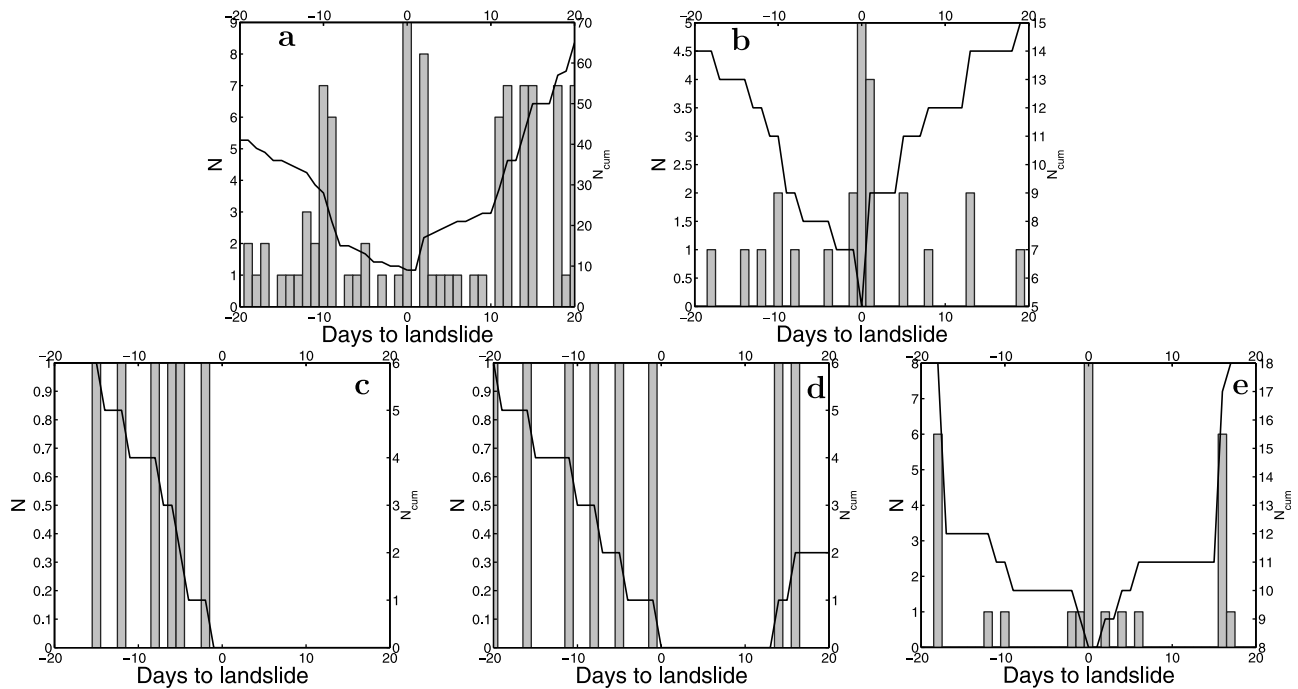 −20 −10 0 10 20
9 a 70
8 60
7 50
6
5 40
N N_cum
4 30
3
20
2
1 10
0 0
−20 −10 0 10 20
Days to landslide
−20 −10 0 10 20
5 b 15
4.5 14
4 13
3.5 12
3 11
N N_cum
2.5 10
2 9
1.5 8
1 7
0.5 6
0 5
−20 −10 0 10 20
Days to landslide
−20 −10 0 10 20
1 c 6
0.9
0.8 5
0.7
0.6 4
0.5 3
N N_cum
0.4
0.3 2
0.2
0.1 1
0 0
−20 −10 0 10 20
Days to landslide
−20 −10 0 10 20
1 d 6
0.9
0.8 5
0.7
0.6 4
0.5 3
N N_cum
0.4
0.3 2
0.2
0.1 1
0 0
−20 −10 0 10 20
Days to landslide
−20 −10 0 10 20
8 e 18
7 17
6 16
5 15
14
4 13
N N_cum
3 12
2 11
10
1 9
0 8
−20 −10 0 10 20
Days to landslide